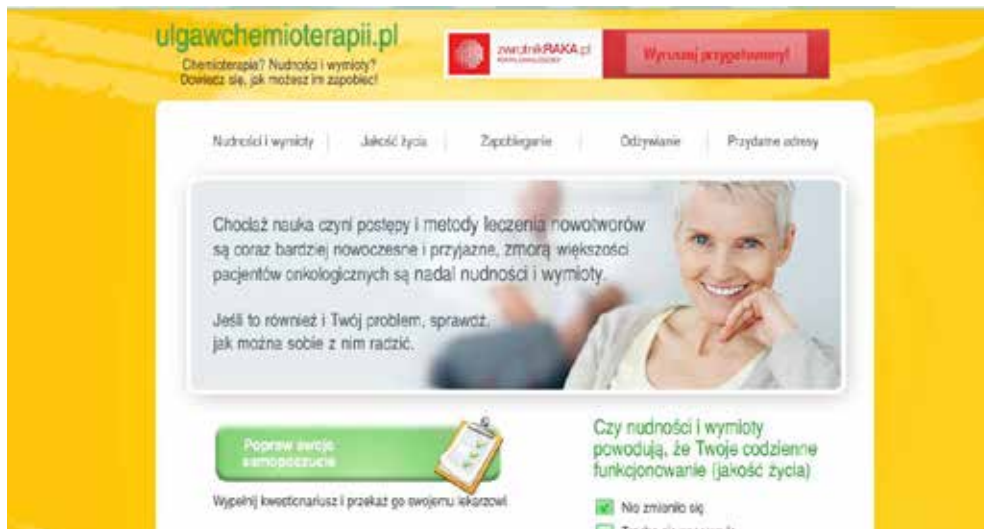 ulgawchemioterapii.pl
Chemioterapia? Nudności i wymioty?
Dowiedz się, jak możesz im zapobiec!
zwrotnikRAKA.pl
Wyruszaj przygotowany!
Nudności i wymioty
Jakość życia
Zapobieganie
Odżywianie
Przydatne adresy
Chociaż nauka czyni postępy i metody leczenia nowotworów
są coraz bardziej nowoczesne i przyjazne, zmorą większości
pacjentów onkologicznych są nadal nudności i wymioty.
Jeśli to również i Twój problem, sprawdź,
jak można sobie z nim radzić.
Popraw swoje
samopoczucie
Wypełnij kwestionariusz i przekaż go swojemu lekarzowi
Czy nudności i wymioty
powodują, że Twoje codzienne
funkcjonowanie (jakość życia)
Nie zmieniło się